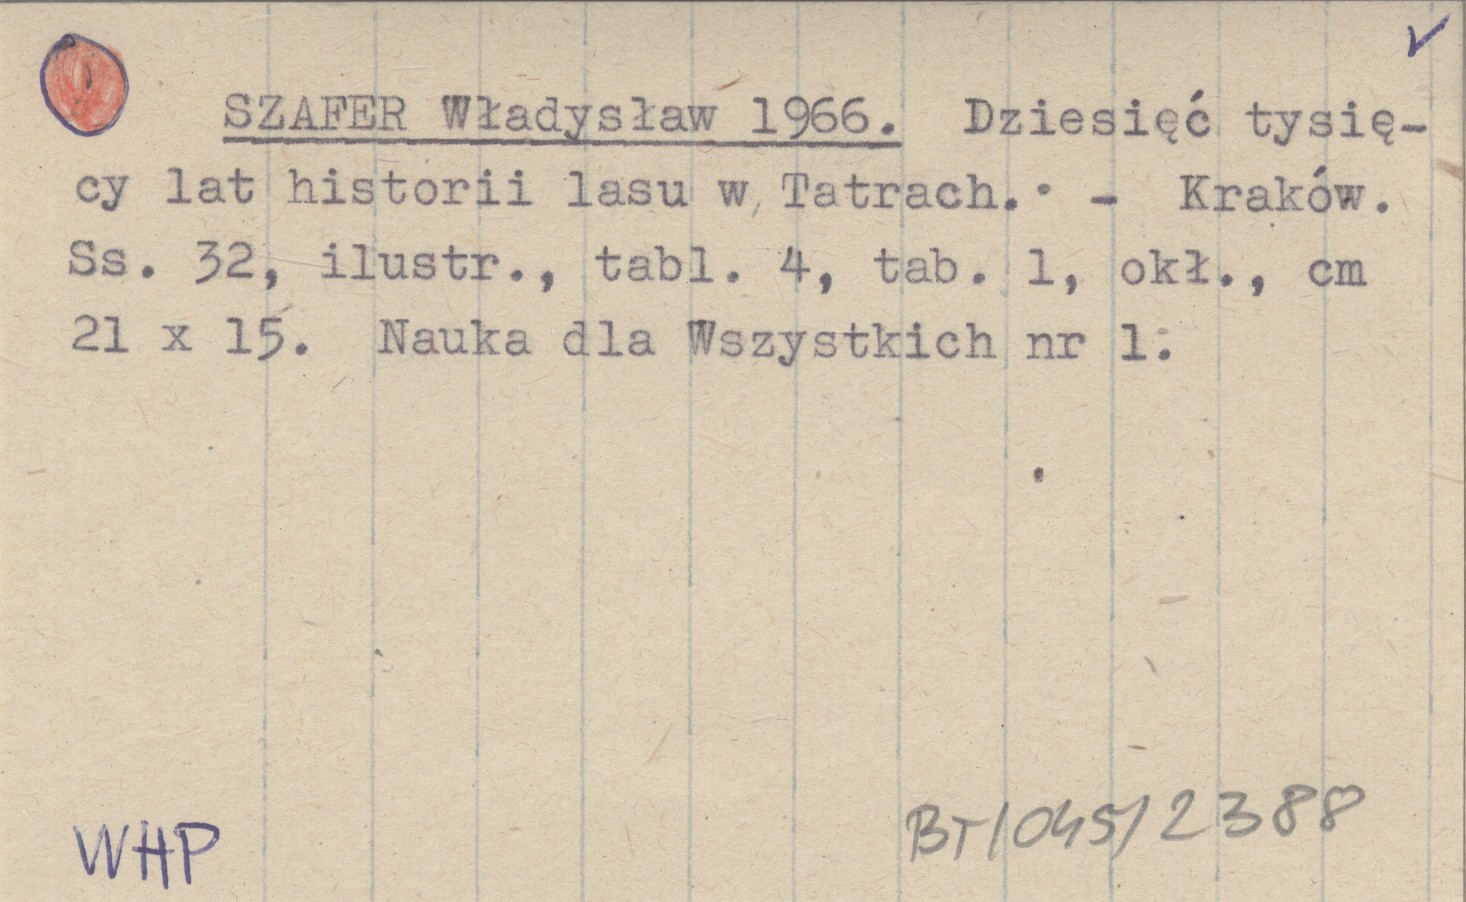 SZAFER Władysław 1966. Dziesięć tysię-
cy lat historii lasu w Tatrach. - Kraków.
Ss. 32, ilustr., tabl. 4, tab. 1, okł., cm
21 x 15. Nauka dla Wszystkich nr 1.
WHP
BT/045/2388